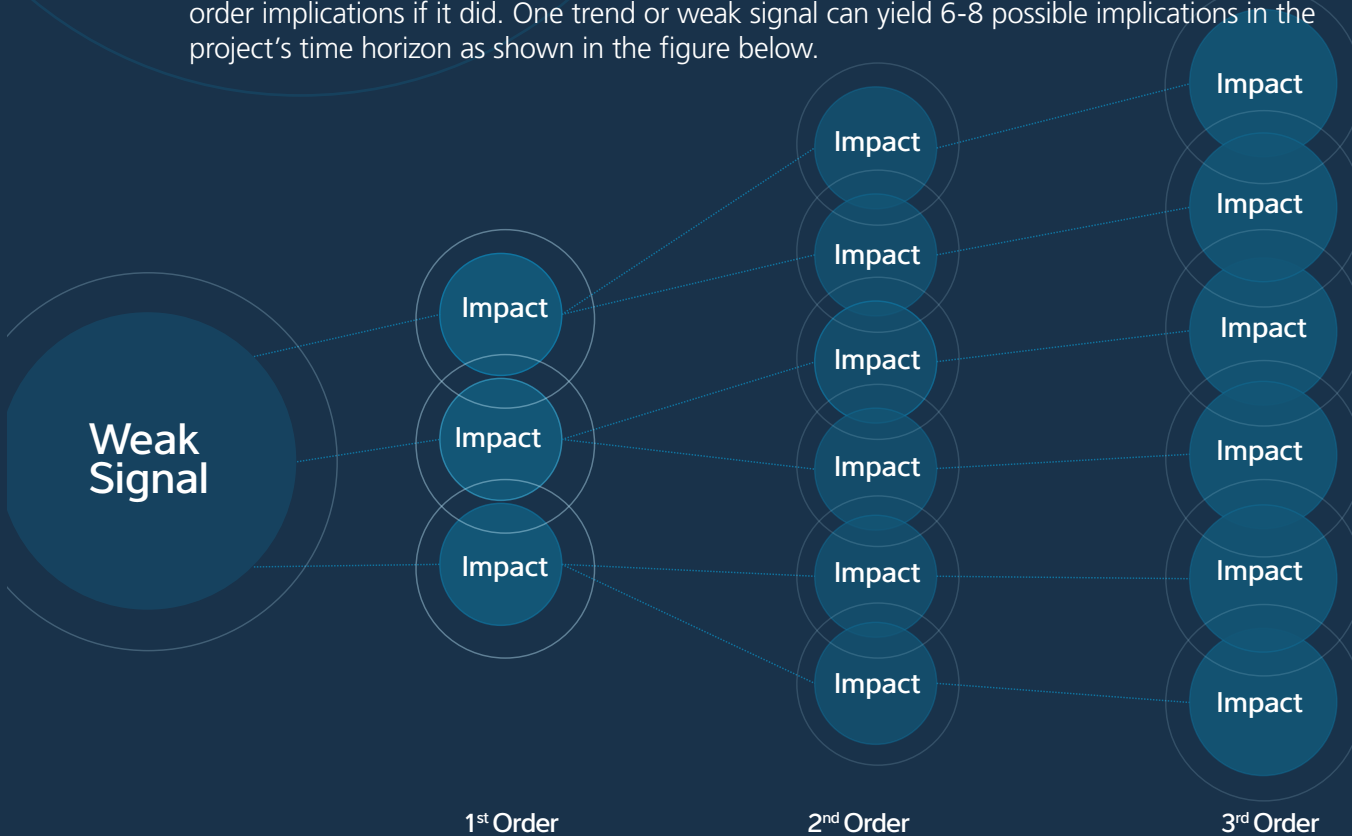 order implications if it did. One trend or weak signal can yield 6-8 possible implications in the
project’s time horizon as shown in the figure below.
Weak
Signal
Impact
Impact
Impact
1st Order
Impact
Impact
Impact
Impact
Impact
Impact
2nd Order
Impact
Impact
Impact
Impact
Impact
Impact
3rd Order